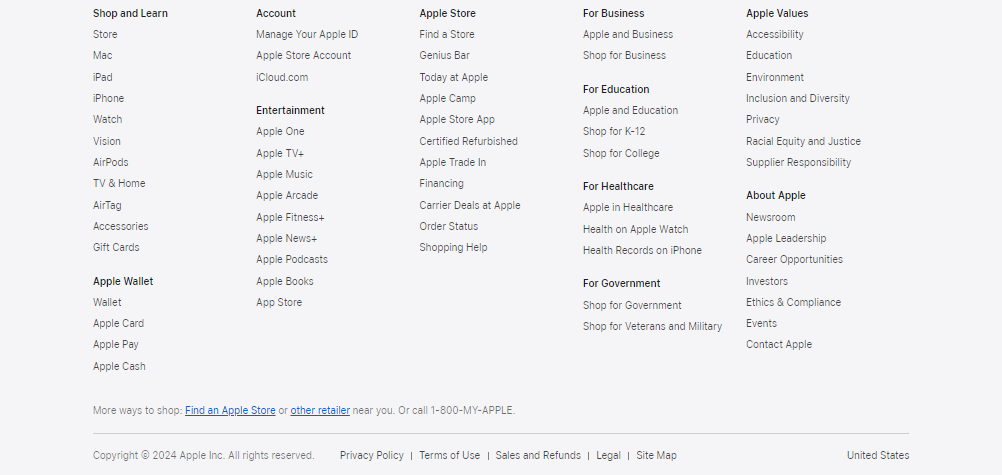 Shop and Learn
Store
Mac
iPad
iPhone
Watch
Vision
AirPods
TV & Home
AirTag
Accessories
Gift Cards
Apple Wallet
Wallet
Apple Card
Apple Pay
Apple Cash
Account
Manage Your Apple ID
Apple Store Account
iCloud.com
Entertainment
Apple One
Apple TV+
Apple Music
Apple Arcade
Apple Fitness+
Apple News+
Apple Podcasts
Apple Books
App Store
Apple Store
Find a Store
Genius Bar
Today at Apple
Apple Camp
Apple Store App
Certified Refurbished
Apple Trade In
Financing
Carrier Deals at Apple
Order Status
Shopping Help
For Business
Apple and Business
Shop for Business
For Education
Apple and Education
Shop for K-12
Shop for College
For Healthcare
Apple in Healthcare
Health on Apple Watch
Health Records on iPhone
For Government
Shop for Government
Shop for Veterans and Military
Apple Values
Accessibility
Education
Environment
Inclusion and Diversity
Privacy
Racial Equity and Justice
Supplier Responsibility
About Apple
Newsroom
Apple Leadership
Career Opportunities
Investors
Ethics & Compliance
Events
Contact Apple
More ways to shop: Find an Apple Store or other retailer near you. Or call 1-800-MY-APPLE.
Copyright © 2024 Apple Inc. All rights reserved. Privacy Policy | Terms of Use | Sales and Refunds | Legal | Site Map United States